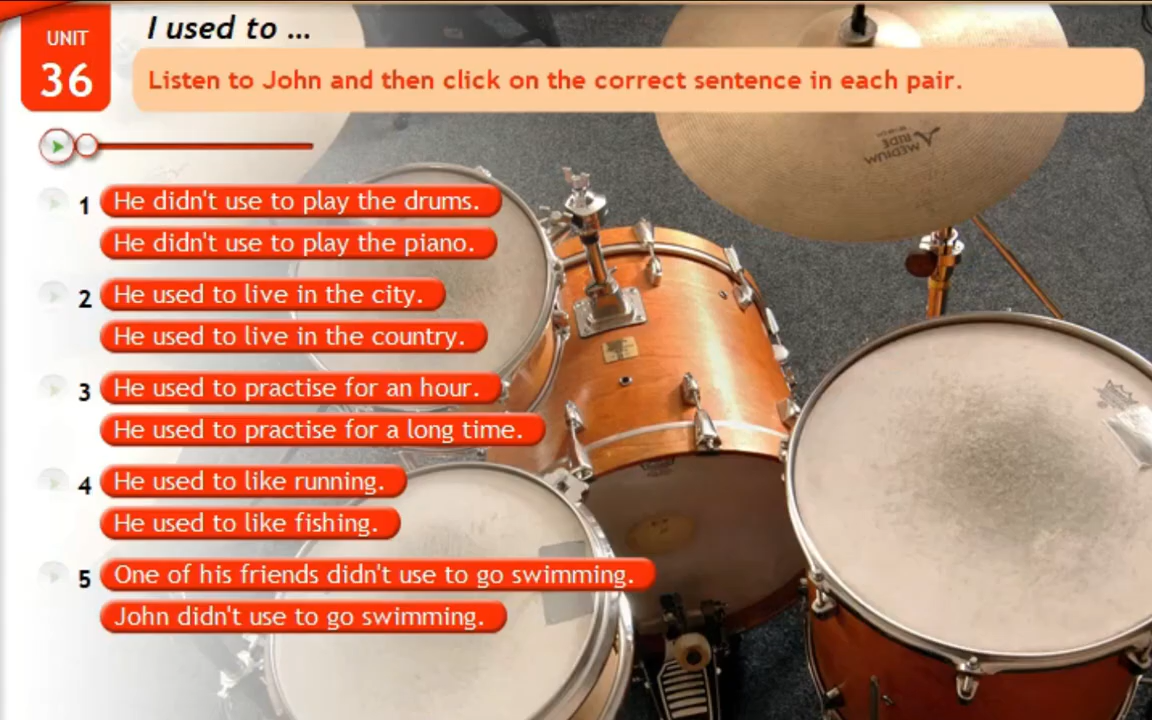 UNIT
36
I used to ...
Listen to John and then click on the correct sentence in each pair.
1 He didn't use to play the drums.
He didn't use to play the piano.
2 He used to live in the city.
He used to live in the country.
3 He used to practise for an hour.
He used to practise for a long time.
4 He used to like running.
He used to like fishing.
5 One of his friends didn't use to go swimming.
John didn't use to go swimming.
MEDIUM
RIDE